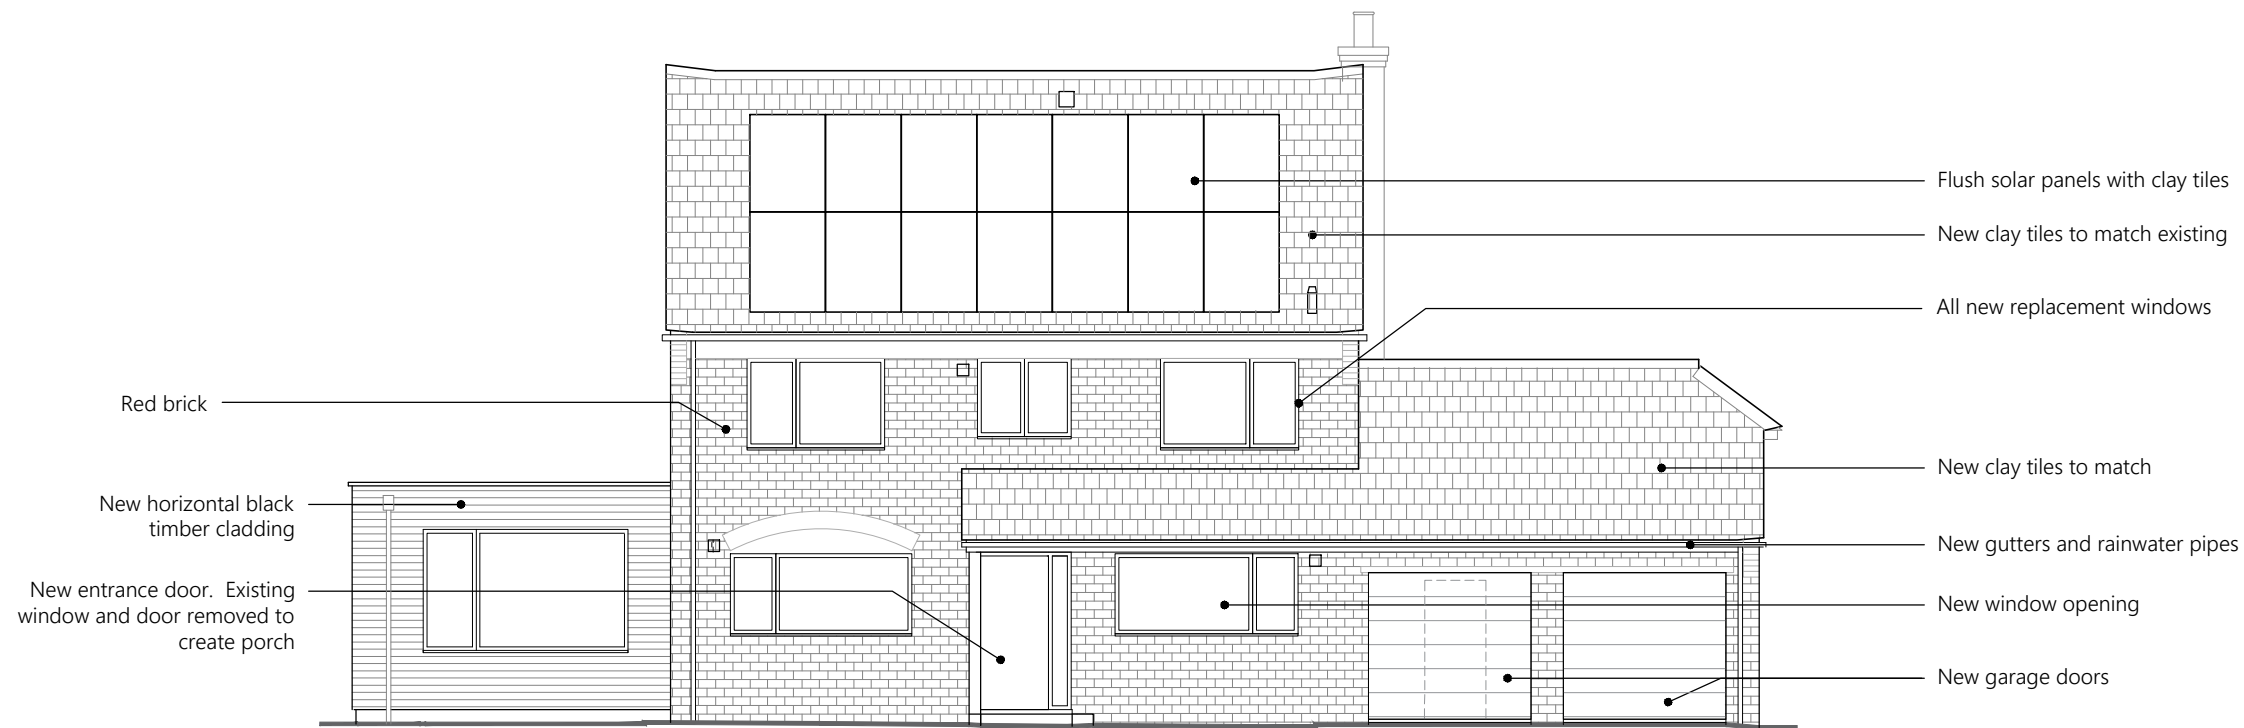 Flush solar panels with clay tiles
New clay tiles to match existing
All new replacement windows
Red brick
New clay tiles to match
New horizontal black
timber cladding
New gutters and rainwater pipes
New entrance door.  Existing
window and door removed to
create porch
New window opening
New garage doors